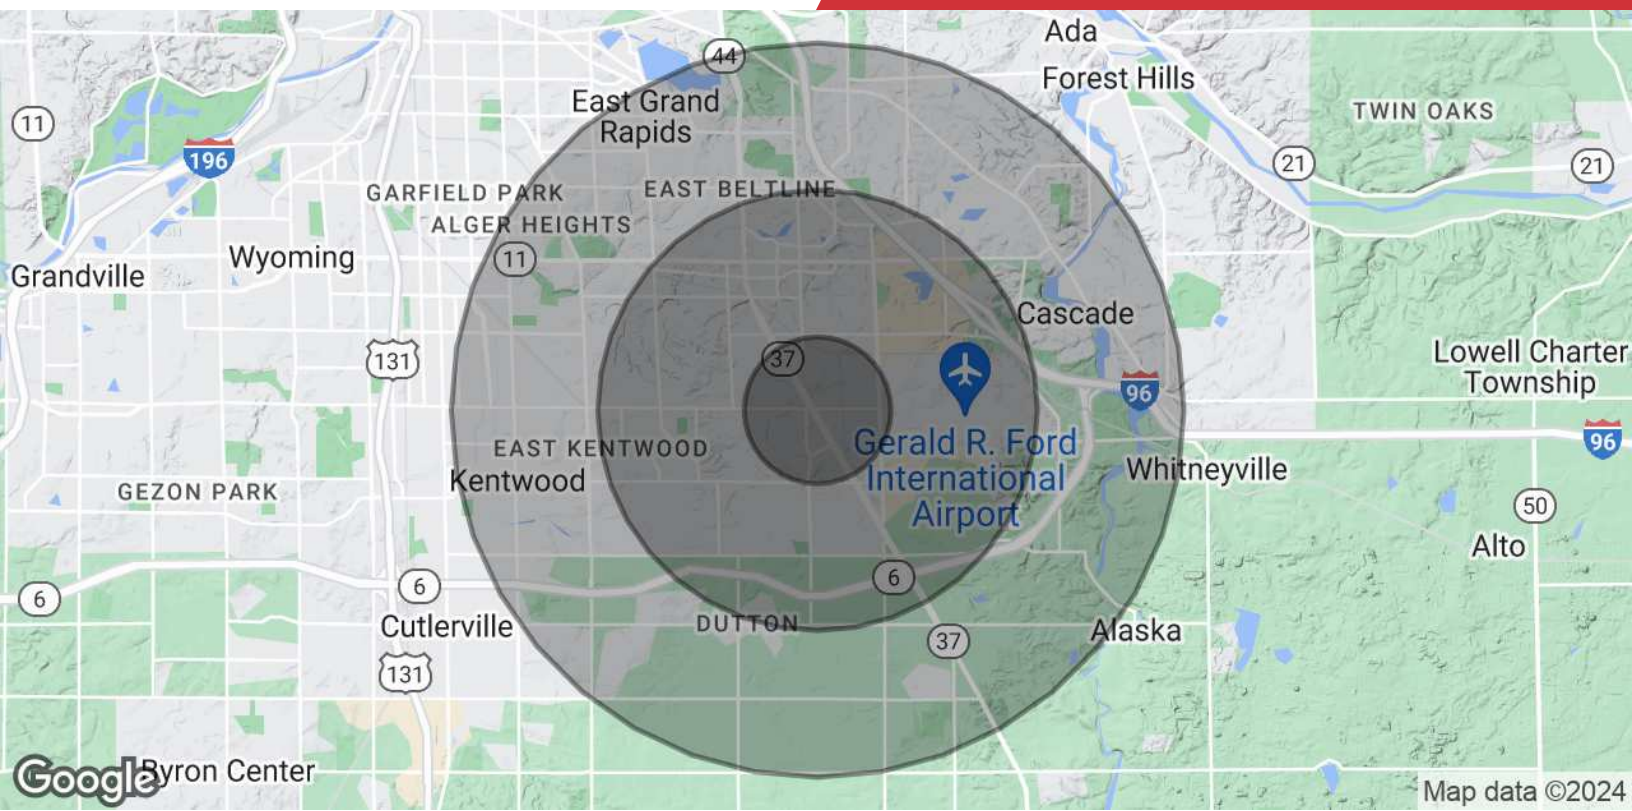 Ada
44
Forest Hills
East Grand
Rapids
TWIN OAKS
11
196
21
21
GARFIELD PARK
EAST BELTLINE
ALGER HEIGHTS
11
Wyoming
Grandville
Cascade
131
37
Lowell Charter
Township
96
96
EAST KENTWOOD
Gerald R. Ford
International
Airport
Kentwood
Whitneyville
GEZON PARK
50
Alto
6
6
6
Cutlerville
DUTTON
37
Alaska
131
Google
Byron Center
Map data ©2024